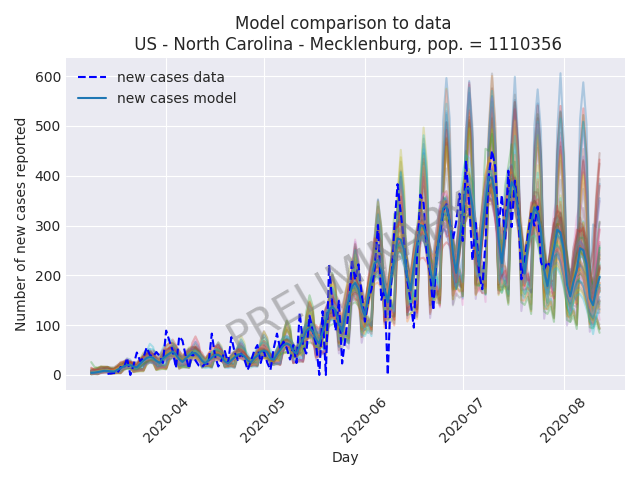 Model comparison to data
US - North Carolina - Mecklenburg, pop. = 1110356
new cases data
new cases model
Number of new cases reported
600
500
400
300
200
100
0
PRELIMINARY
2020-04
2020-05
2020-06
2020-07
2020-08
Day